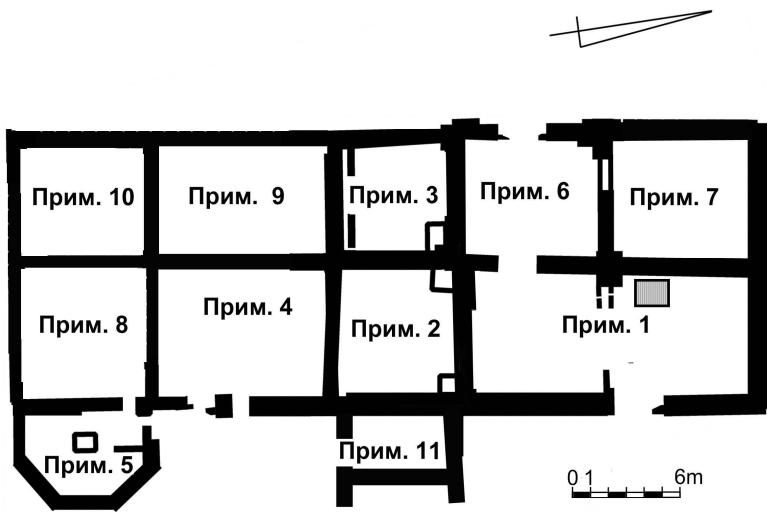 Прим. 10
Прим. 9
Прим. 3
Прим. 6
Прим. 7
Прим. 8
Прим. 4
Прим. 2
Прим. 1
Прим. 5
Прим. 11
0 1 6m